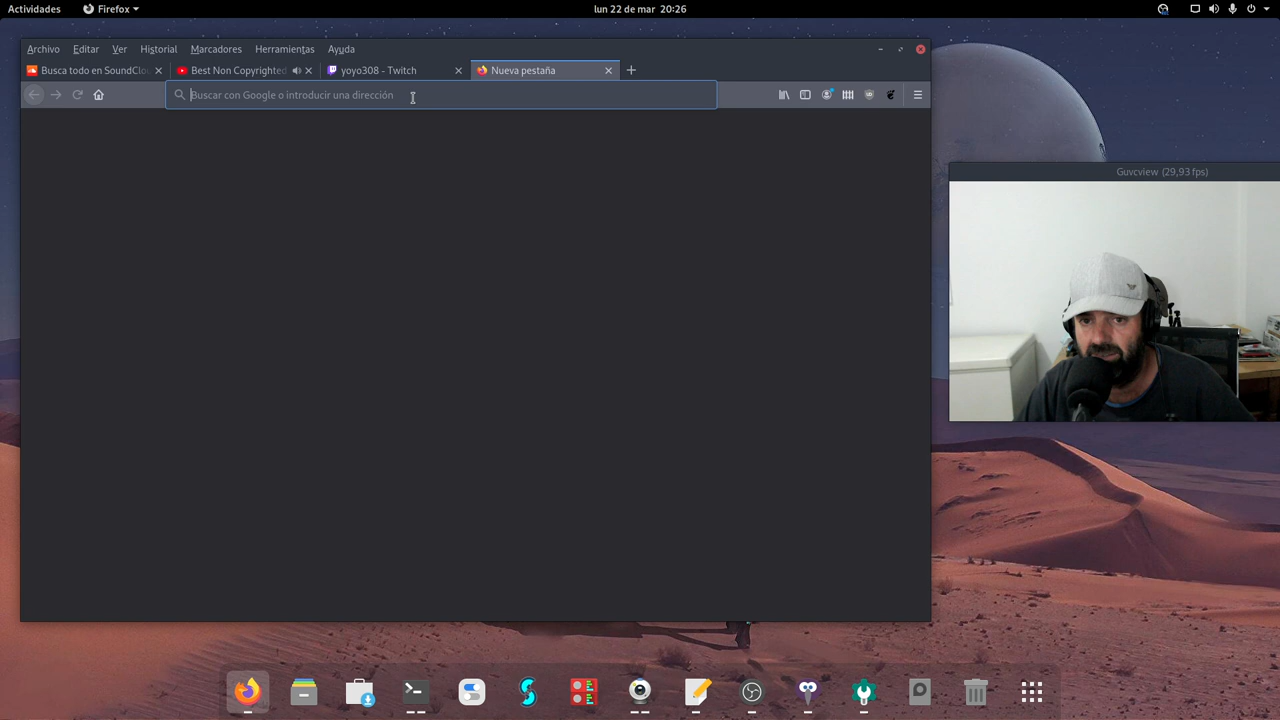 Actividades Firefox lun 22 de mar 20:26
Archivo Editar Ver Historial Marcadores Herramientas Ayuda
Busca todo en SoundClo Best Non Copyrighted yoyo308 - Twitch Nueva pestaña
Buscar con Google o introducir una dirección
Guvcview (29,93 fps)